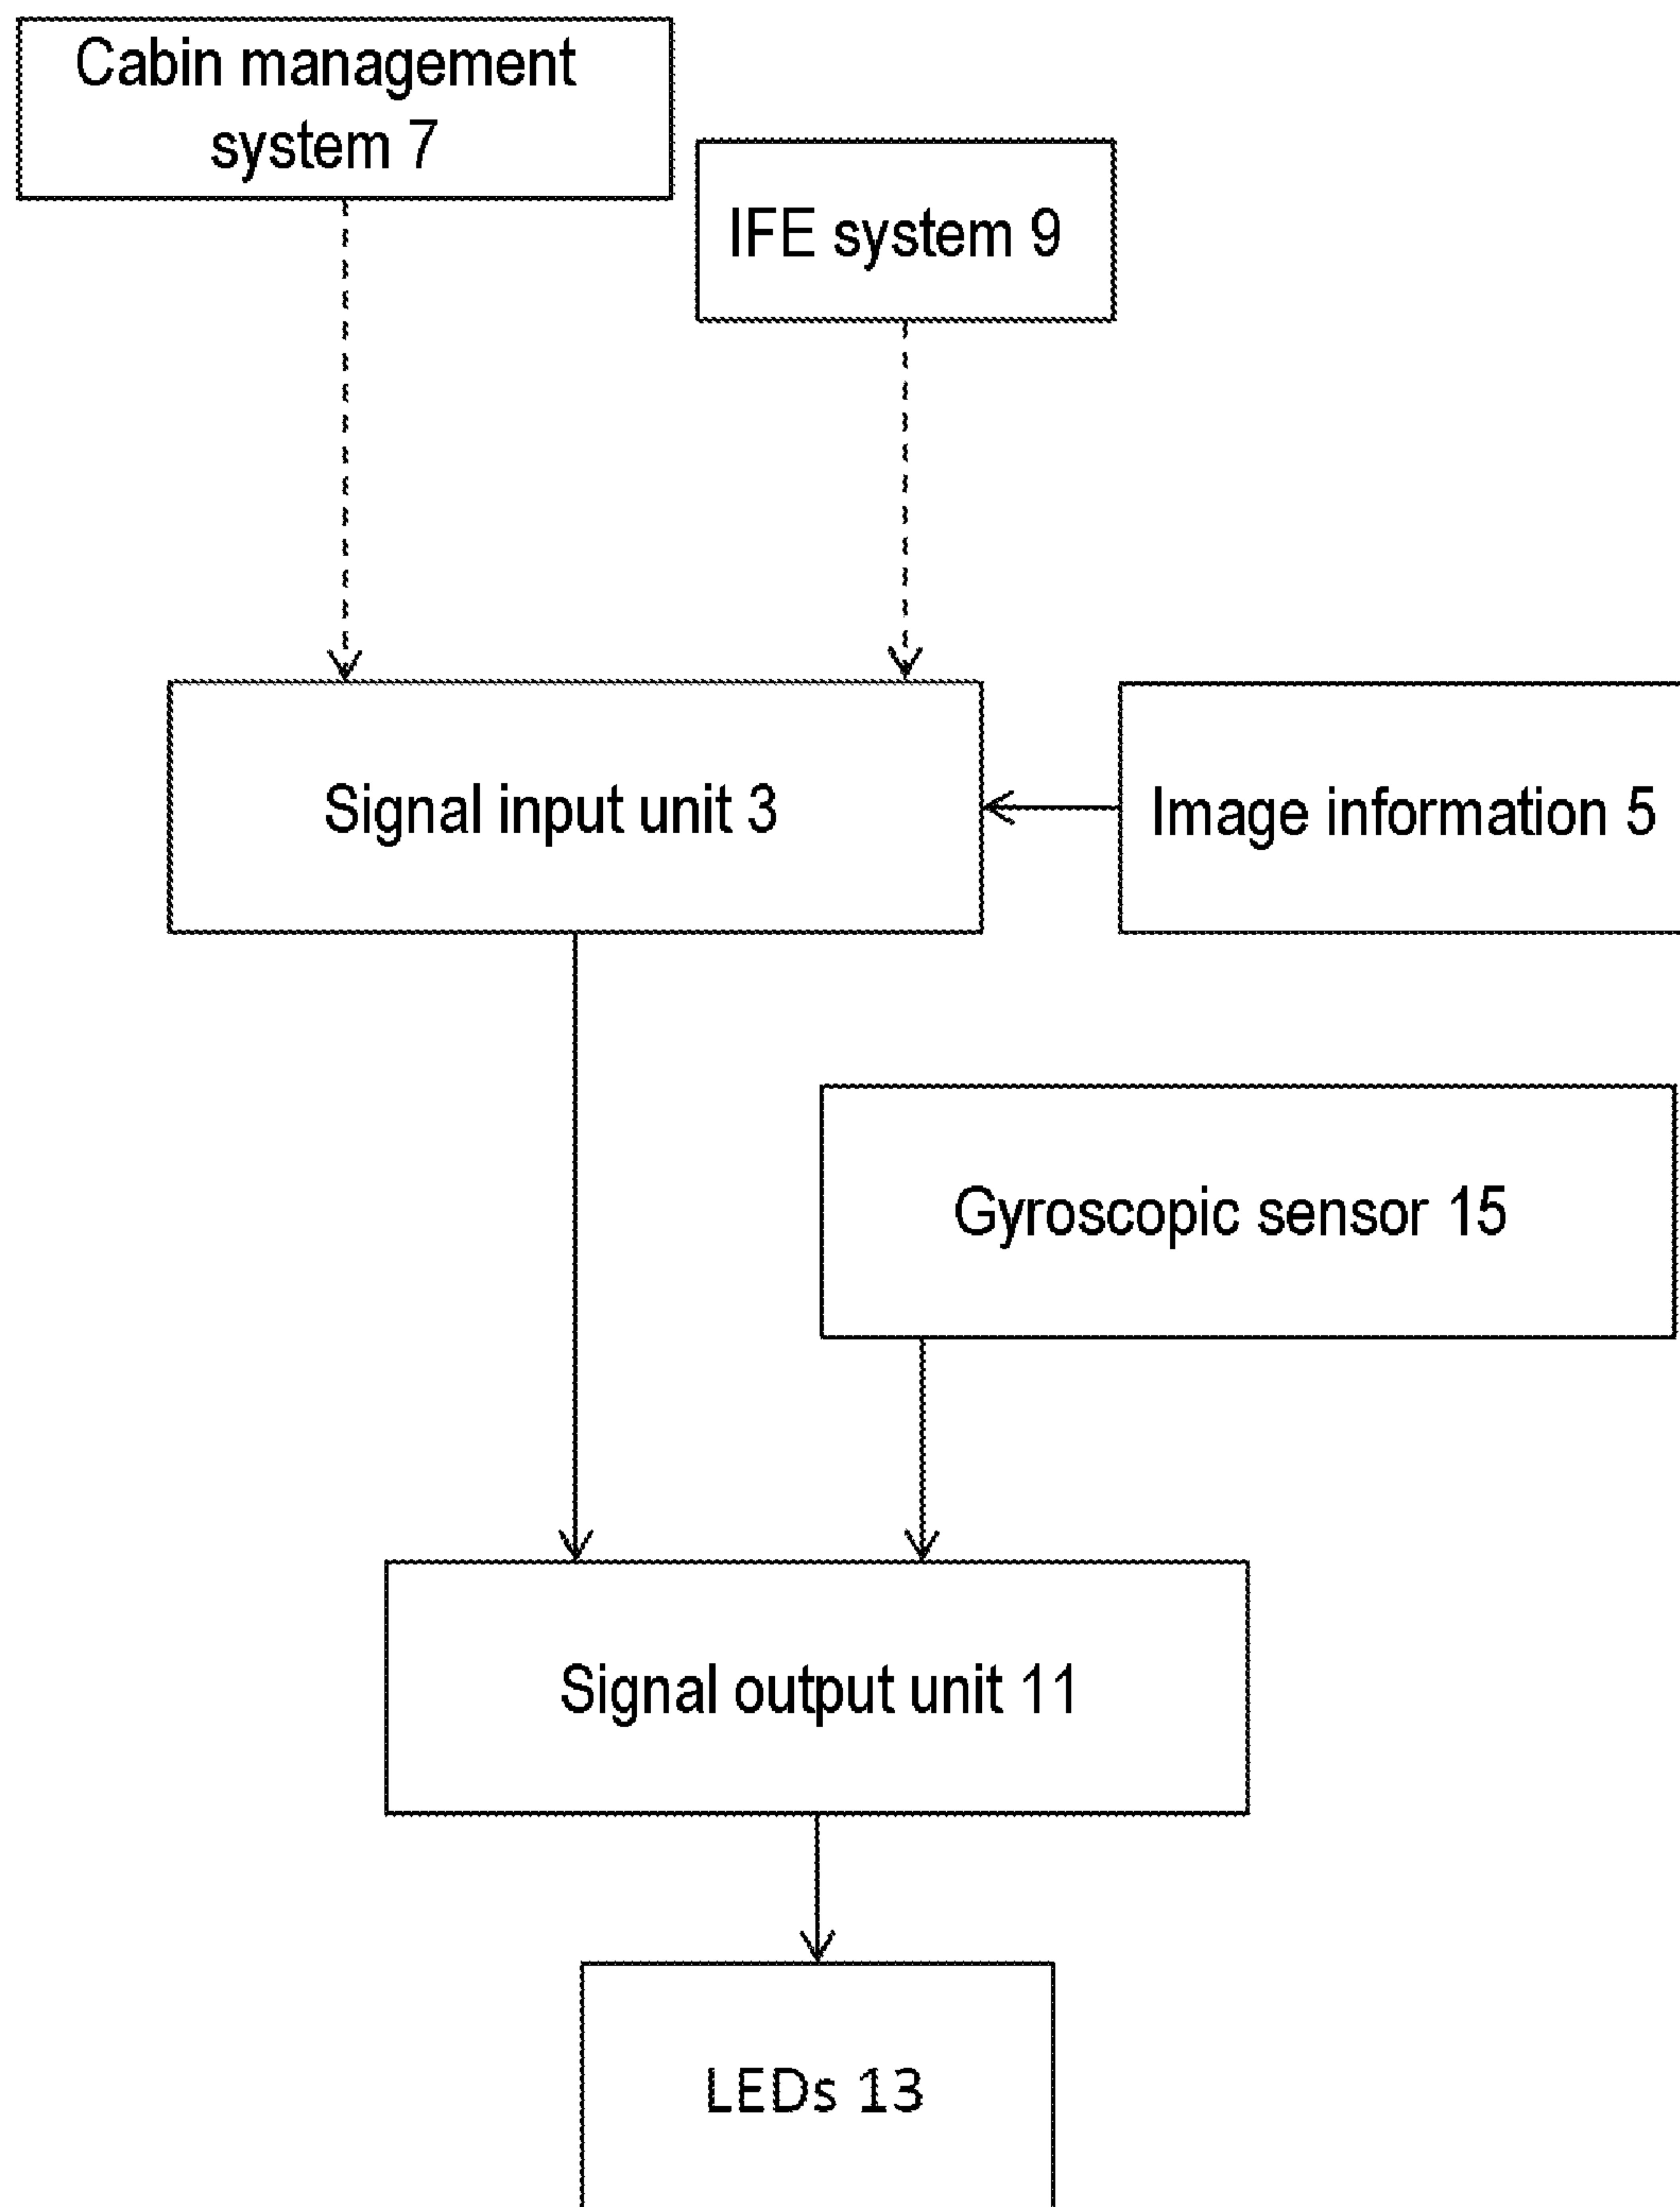 Cabin management
system 7
IFE system 9
Signal input unit 3
Image information 5
Gyroscopic sensor 15
Signal output unit 11
LEDs 13